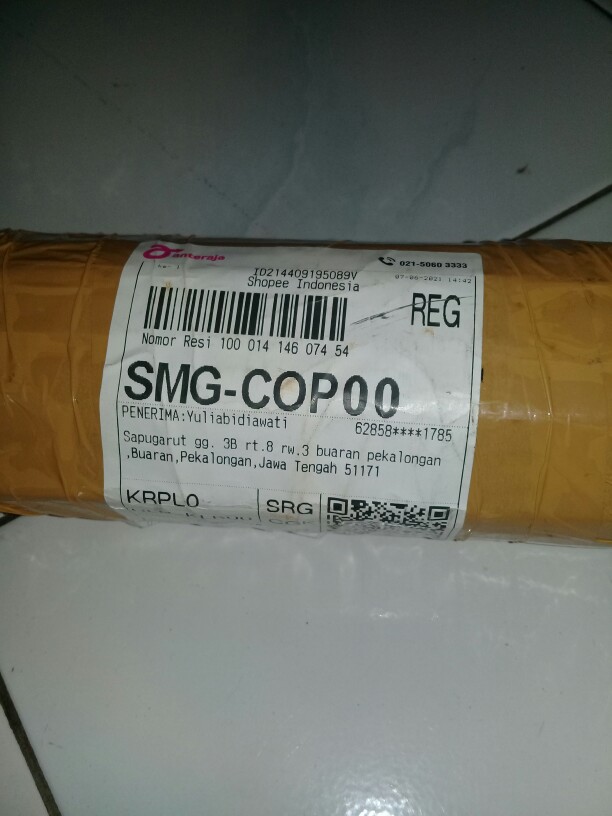 anteraja
021-5060 3333
07-06-2021 14:42
ID214409195089V
Shopee Indonesia
REG
Nomor Resi 100 014 146 074 54
SMG-COP00
PENERIMA:Yuliabidiawati
62858****1785
Sapugarut gg. 3B rt.8 rw.3 buaran pekalongan
,Buaran,Pekalongan,Jawa Tengah 51171
KRPL0
SRG